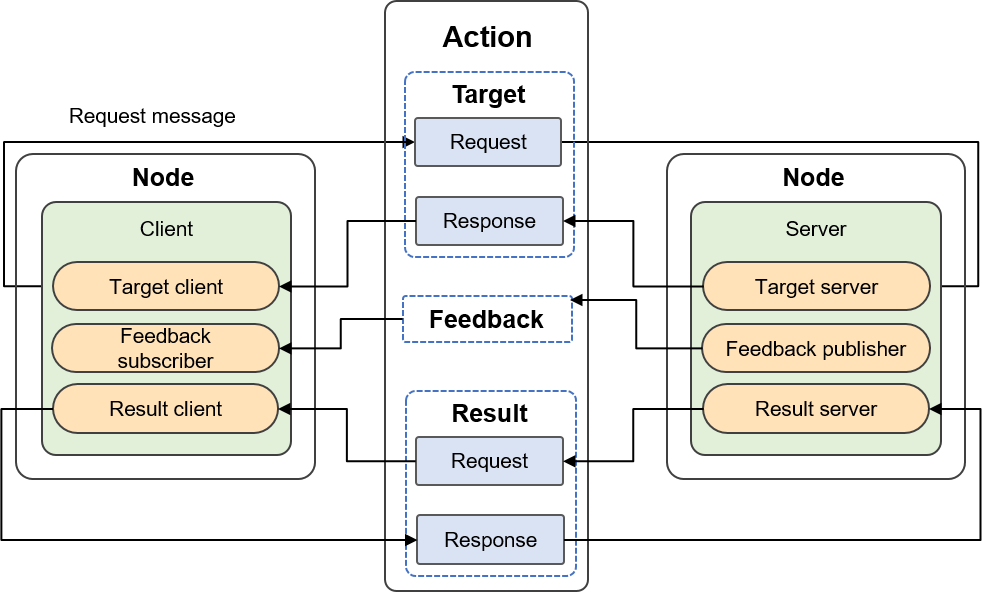 Action
Target
Request message
Request
Response
Node
Client
Target client
Feedback
subscriber
Result client
Feedback
Result
Request
Response
Node
Server
Target server
Feedback publisher
Result server